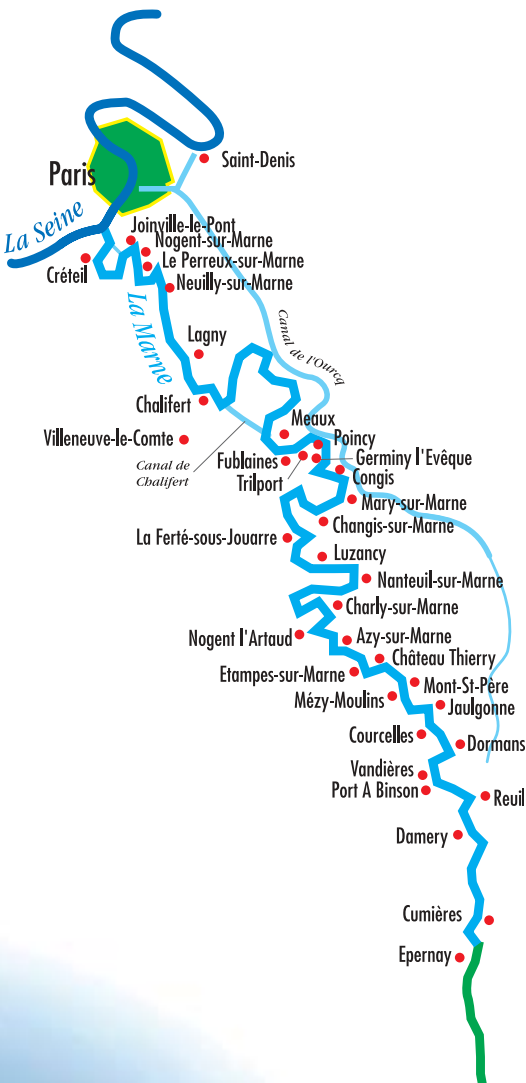 Saint-Denis
Paris
La Seine
Joinville-le-Pont
Nogent-sur-Marne
Le Perreux-sur-Marne
Créteil
Neuilly-sur-Marne
La Marne
Canal de l'Ourcq
Lagny
Chalifert
Meaux
Villeneuve-le-Comte
Poincy
Canal de
Chalifert
Fublaines
Germiny l'Evêque
Trilport
Congis
Mary-sur-Marne
Changis-sur-Marne
La Ferté-sous-Jouarre
Luzancy
Nanteuil-sur-Marne
Charly-sur-Marne
Nogent l'Artaud
Azy-sur-Marne
Château Thierry
Etampes-sur-Marne
Mont-St-Père
Mézy-Moulins
Jaulgonne
Courcelles
Dormans
Vandières
Port A Binson
Reuil
Damery
Cumières
Epernay